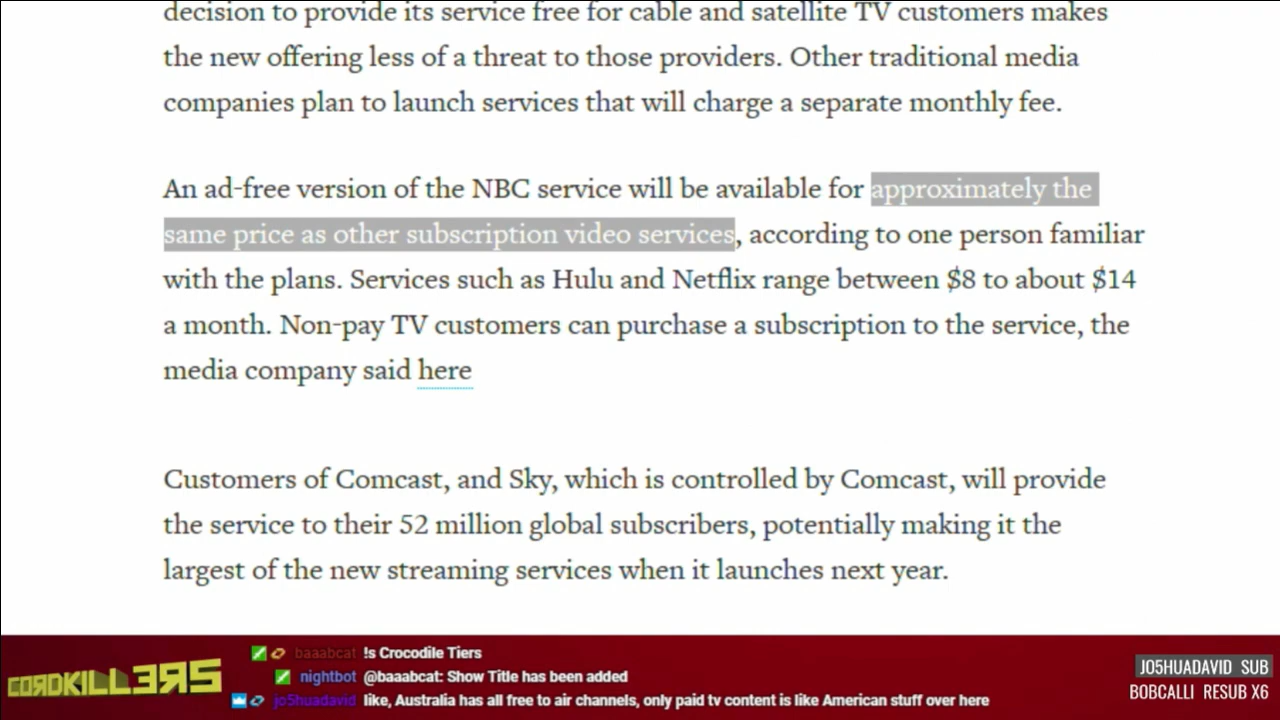 decision to provide its service free for cable and satellite TV customers makes
the new offering less of a threat to those providers. Other traditional media
companies plan to launch services that will charge a separate monthly fee.
An ad-free version of the NBC service will be available for approximately the
same price as other subscription video services, according to one person familiar
with the plans. Services such as Hulu and Netflix range between $8 to about $14
a month. Non-pay TV customers can purchase a subscription to the service, the
media company said here
Customers of Comcast, and Sky, which is controlled by Comcast, will provide
the service to their 52 million global subscribers, potentially making it the
largest of the new streaming services when it launches next year.
CORDKILLERS
baaabcat !s Crocodile Tiers
nightbot @baaabcat: Show Title has been added
jo5huadavid like, Australia has all free to air channels, only paid tv content is like American stuff over here
JO5HUADAVID SUB
BOBCALLI RESUB X6